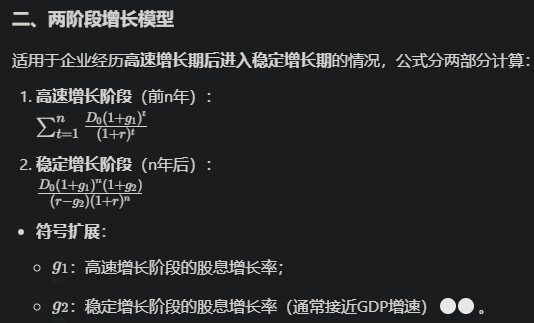 二、两阶段增长模型
适用于企业经历高速增长期后进入稳定增长期的情况，公式分两部分计算：
1. 高速增长阶段（前n年）：
$\sum_{t=1}^{n} \frac{D_0(1+g_1)^t}{(1+r)^t}$
2. 稳定增长阶段（n年后）：
$\frac{D_0(1+g_1)^n(1+g_2)}{(r-g_2)(1+r)^n}$
• 符号扩展：
◦ $g_1$：高速增长阶段的股息增长率；
◦ $g_2$：稳定增长阶段的股息增长率（通常接近GDP增速）。